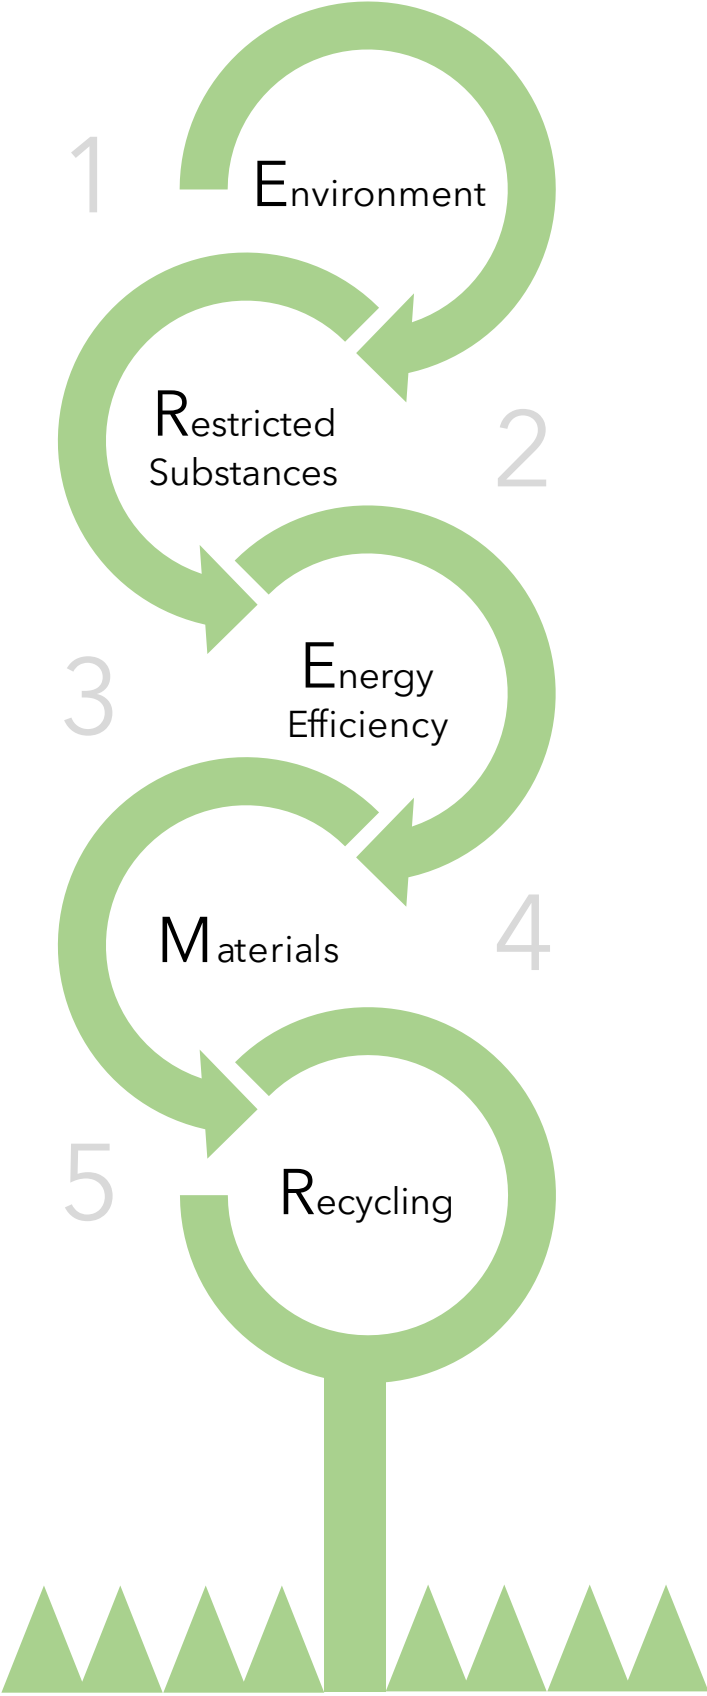 1
Environment
Restricted
Substances
2
3
Energy
Efficiency
Materials
4
5
Recycling